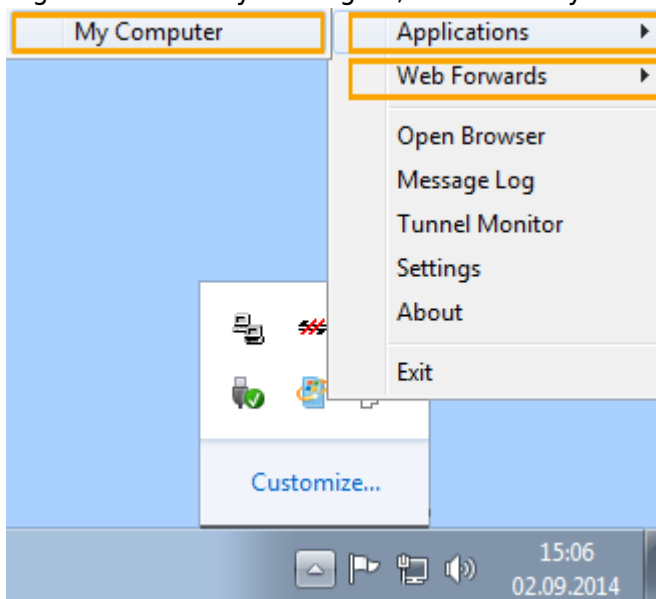 My Computer
Applications
Web Forwards
Open Browser
Message Log
Tunnel Monitor
Settings
About
Exit
Customize...
15:06
02.09.2014